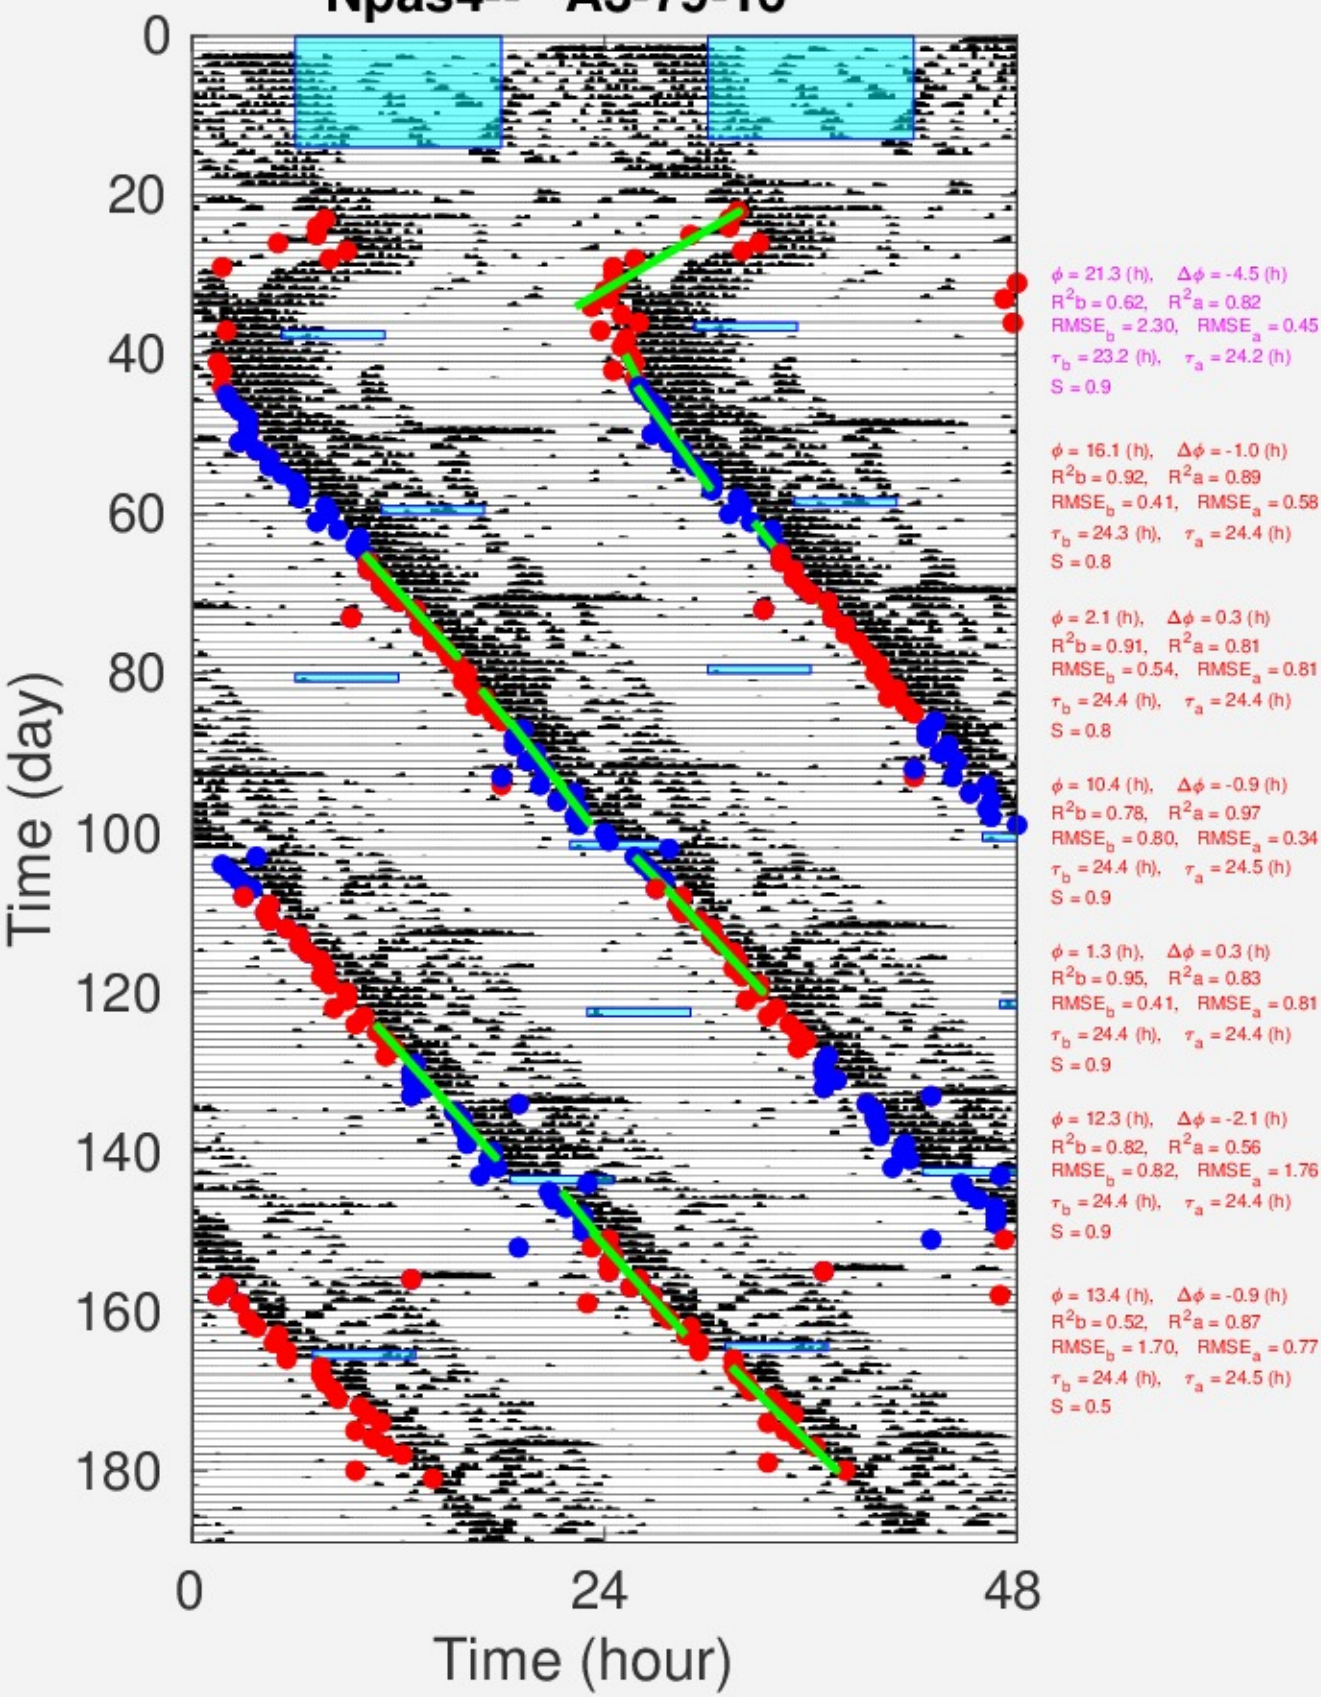 0
20
40
60
80
100
120
140
160
180
Time (day)
0 24 48
Time (hour)
ϕ = 21.3 (h), Δϕ = -4.5 (h)
R²b = 0.62, R²a = 0.82
RMSE_b = 2.30, RMSE_a = 0.45
τ_b = 23.2 (h), τ_a = 24.2 (h)
S = 0.9
ϕ = 16.1 (h), Δϕ = -1.0 (h)
R²b = 0.92, R²a = 0.89
RMSE_b = 0.41, RMSE_a = 0.58
τ_b = 24.3 (h), τ_a = 24.4 (h)
S = 0.8
ϕ = 2.1 (h), Δϕ = 0.3 (h)
R²b = 0.91, R²a = 0.81
RMSE_b = 0.54, RMSE_a = 0.81
τ_b = 24.4 (h), τ_a = 24.4 (h)
S = 0.8
ϕ = 10.4 (h), Δϕ = -0.9 (h)
R²b = 0.78, R²a = 0.97
RMSE_b = 0.80, RMSE_a = 0.34
τ_b = 24.4 (h), τ_a = 24.5 (h)
S = 0.9
ϕ = 1.3 (h), Δϕ = 0.3 (h)
R²b = 0.95, R²a = 0.83
RMSE_b = 0.41, RMSE_a = 0.81
τ_b = 24.4 (h), τ_a = 24.4 (h)
S = 0.9
ϕ = 12.3 (h), Δϕ = -2.1 (h)
R²b = 0.82, R²a = 0.56
RMSE_b = 0.82, RMSE_a = 1.76
τ_b = 24.4 (h), τ_a = 24.4 (h)
S = 0.9
ϕ = 13.4 (h), Δϕ = -0.9 (h)
R²b = 0.52, R²a = 0.87
RMSE_b = 1.70, RMSE_a = 0.77
τ_b = 24.4 (h), τ_a = 24.5 (h)
S = 0.5